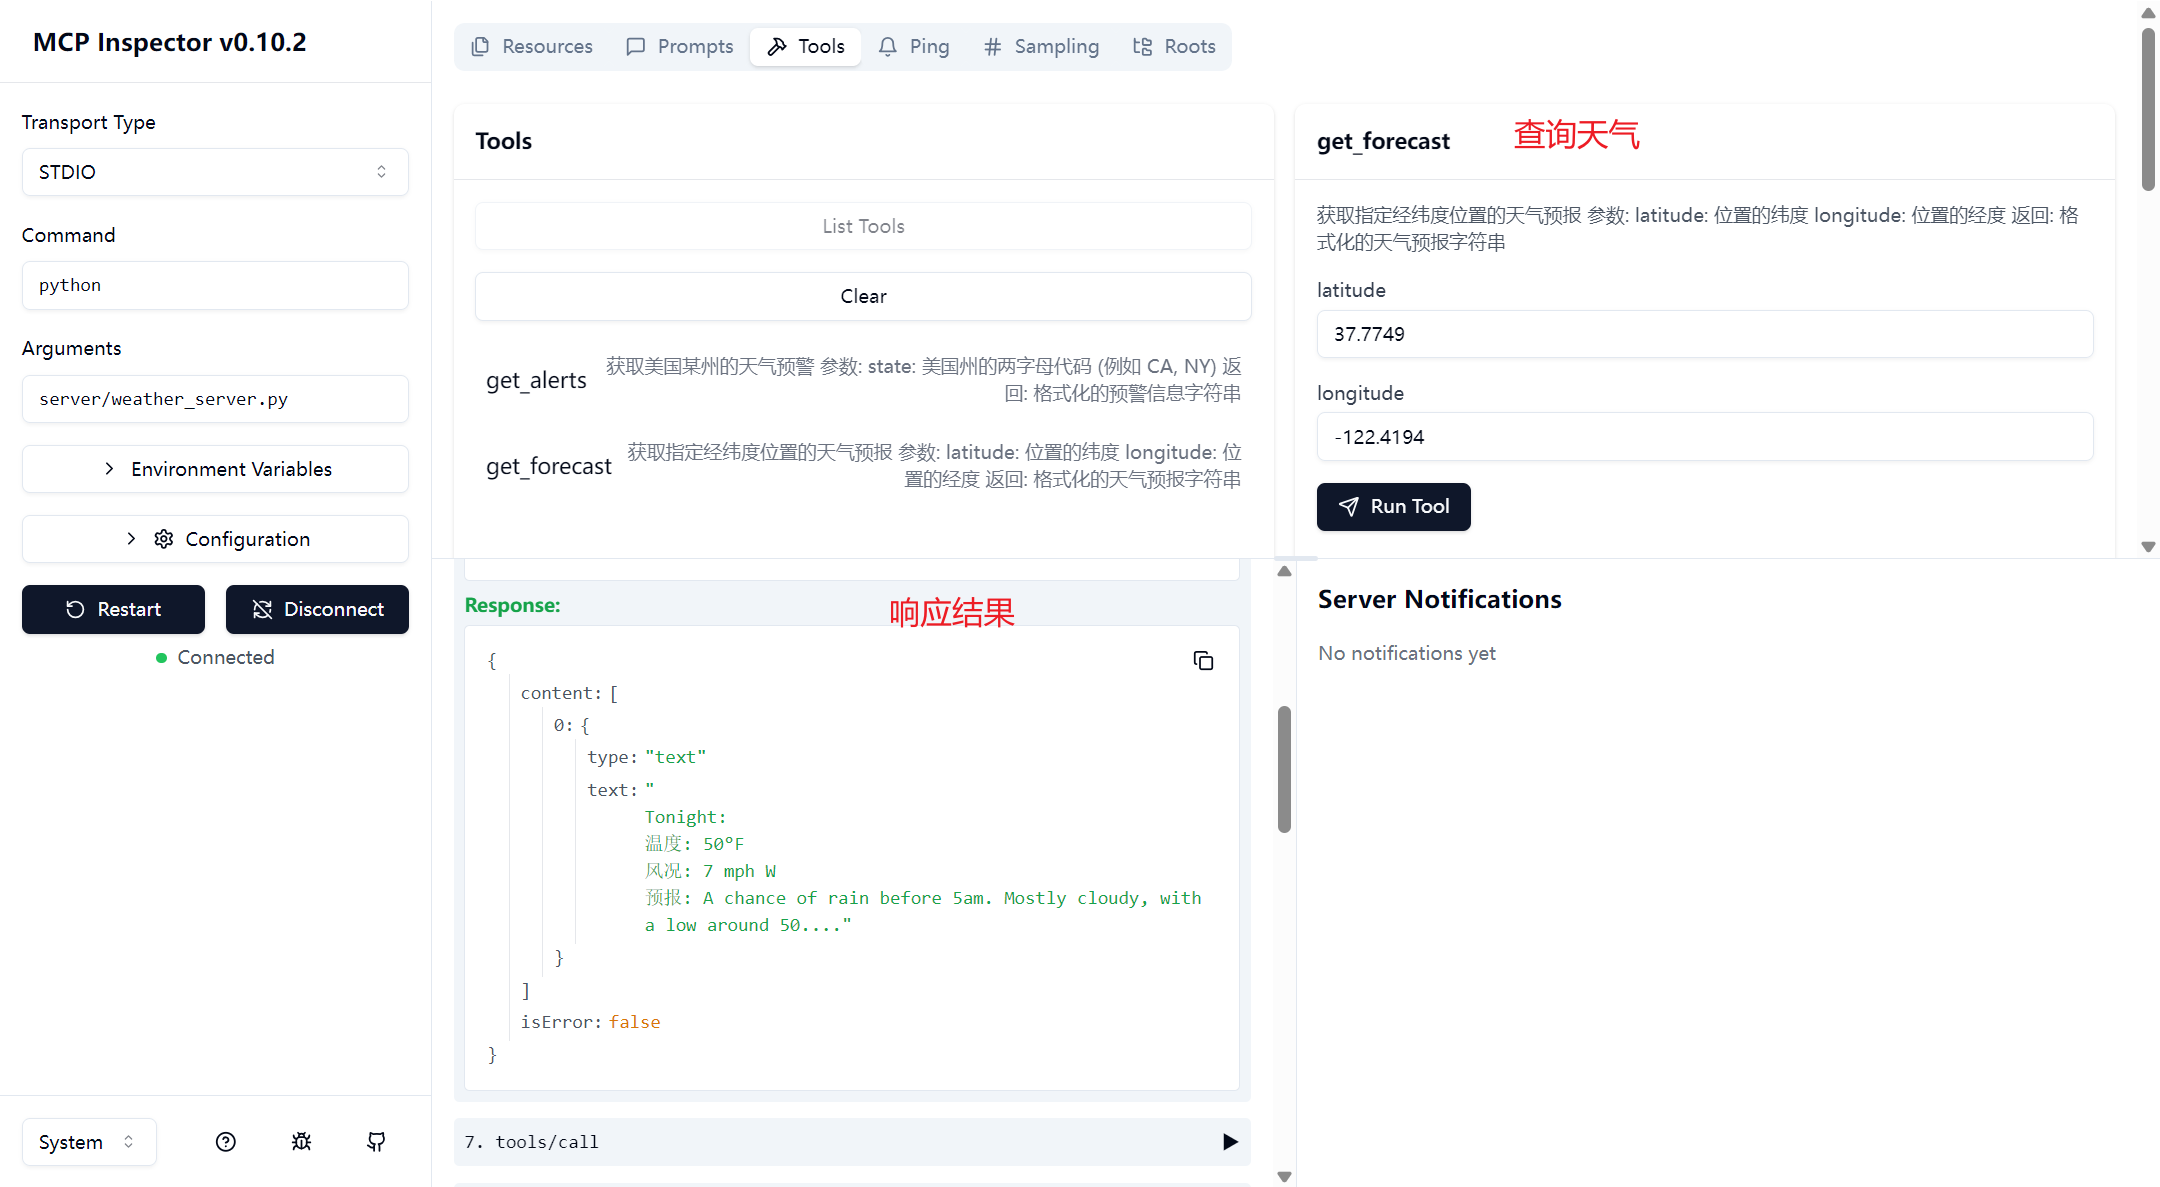 MCP Inspector v0.10.2
Transport Type
STDIO
Command
python
Arguments
server/weather_server.py
Environment Variables
Configuration
Restart
Disconnect
Connected
System
Resources
Prompts
Tools
Ping
Sampling
Roots
Tools
List Tools
Clear
get_alerts
获取美国某州的天气预警 参数: state: 美国州的两字母代码 (例如 CA, NY) 返
回: 格式化的预警信息字符串
get_forecast
获取指定经纬度位置的天气预报 参数: latitude: 位置的纬度 longitude: 位
置的经度 返回: 格式化的天气预报字符串
get_forecast
查询天气
获取指定经纬度位置的天气预报 参数: latitude: 位置的纬度 longitude: 位置的经度 返回: 格
式化的天气预报字符串
latitude
37.7749
longitude
-122.4194
Run Tool
Response:
响应结果
{
content: [
0: {
type: "text"
text: "
Tonight:
温度: 50°F
风况: 7 mph W
预报: A chance of rain before 5am. Mostly cloudy, with
a low around 50...."
}
]
isError: false
}
7. tools/call
Server Notifications
No notifications yet